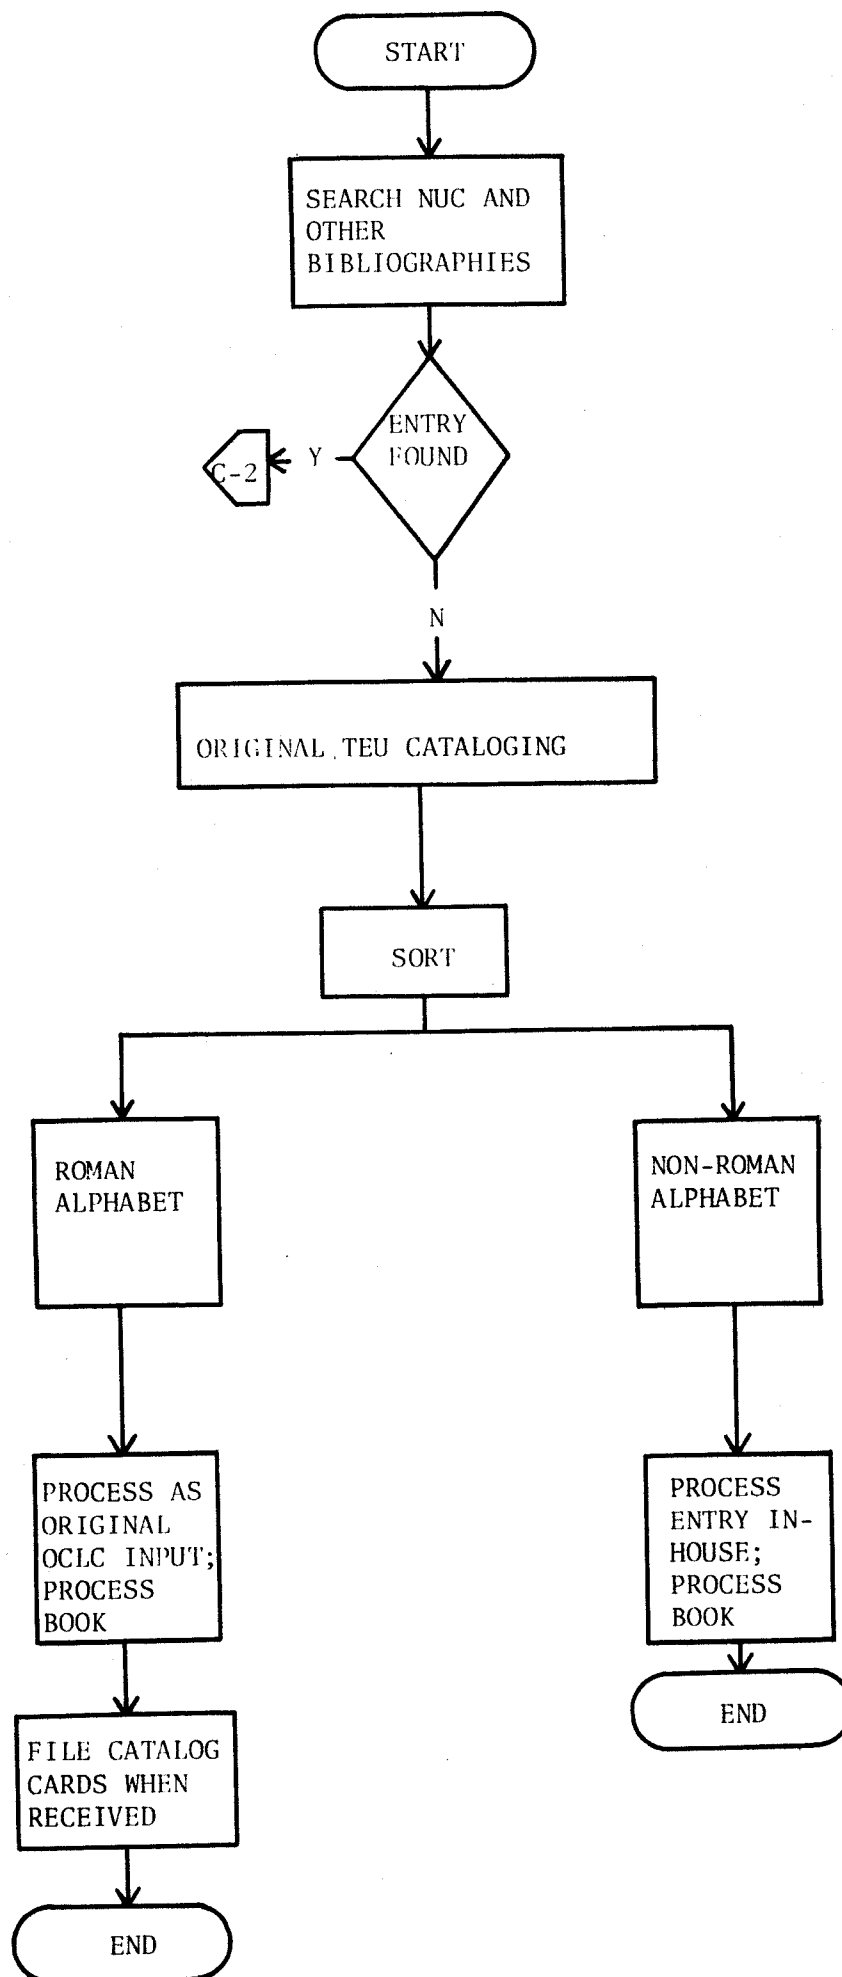 START
SEARCH NUC AND
OTHER
BIBLIOGRAPHIES
ENTRY
FOUND
Y
C-2
N
ORIGINAL TEU CATALOGING
SORT
ROMAN
ALPHABET
NON-ROMAN
ALPHABET
PROCESS AS
ORIGINAL
OCLC INPUT;
PROCESS
BOOK
PROCESS
ENTRY IN-
HOUSE;
PROCESS
BOOK
END
FILE CATALOG
CARDS WHEN
RECEIVED
END